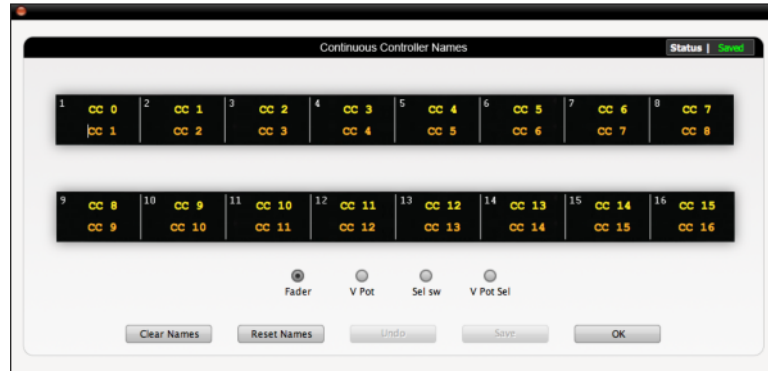 Continuous Controller Names
Status | Saved
1 2 3 4 5 6 7 8
CC 0 CC 1 CC 2 CC 3 CC 4 CC 5 CC 6 CC 7
CC 1 CC 2 CC 3 CC 4 CC 5 CC 6 CC 7 CC 8
9 10 11 12 13 14 15 16
CC 8 CC 9 CC 10 CC 11 CC 12 CC 13 CC 14 CC 15
CC 9 CC 10 CC 11 CC 12 CC 13 CC 14 CC 15 CC 16
Fader V Pot Sel sw V Pot Sel
Clear Names Reset Names Undo Save OK